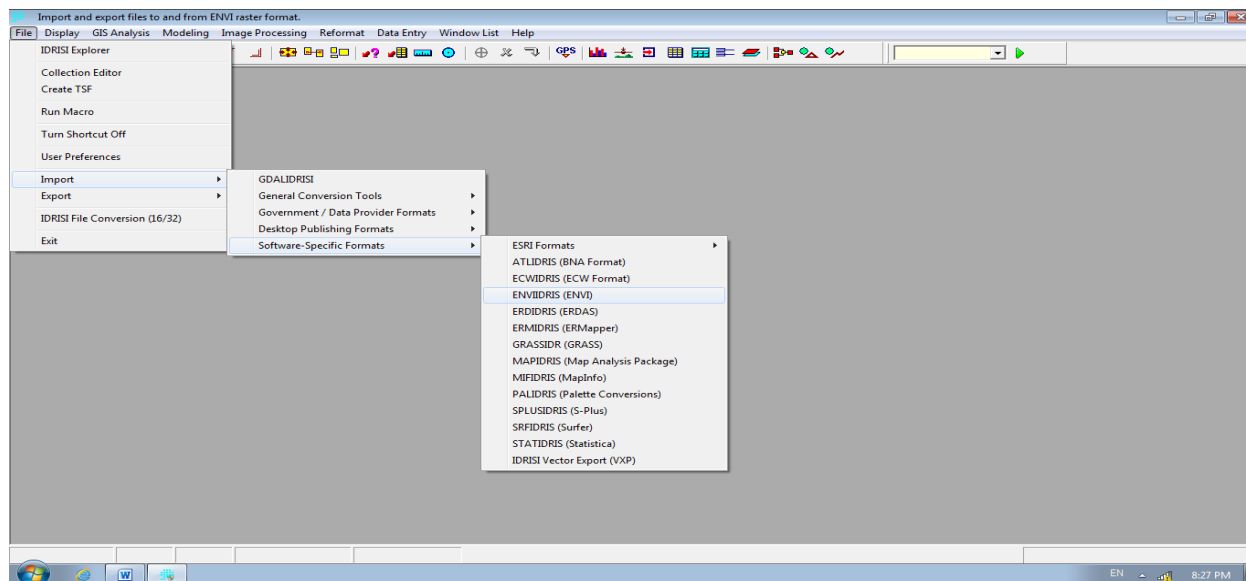 Import and export files to and from ENVI raster format.
File Display GIS Analysis Modeling Image Processing Reformat Data Entry Window List Help
IDRISI Explorer
Collection Editor
Create TSF
Run Macro
Turn Shortcut Off
User Preferences
Import
Export
IDRISI File Conversion (16/32)
Exit
GPS
GDALIDRISI
General Conversion Tools
Government / Data Provider Formats
Desktop Publishing Formats
Software-Specific Formats
ESRI Formats
ATLIDRIS (BNA Format)
ECWIDRIS (ECW Format)
ENVIIDRIS (ENVI)
ERDIDRIS (ERDAS)
ERMIDRIS (ERMapper)
GRASSIDR (GRASS)
MAPIDRIS (Map Analysis Package)
MIFIDRIS (MapInfo)
PALIDRIS (Palette Conversions)
SPLUSIDRIS (S-Plus)
SRFIDRIS (Surfer)
STATIDRIS (Statistica)
IDRISI Vector Export (VXP)
EN 8:27 PM